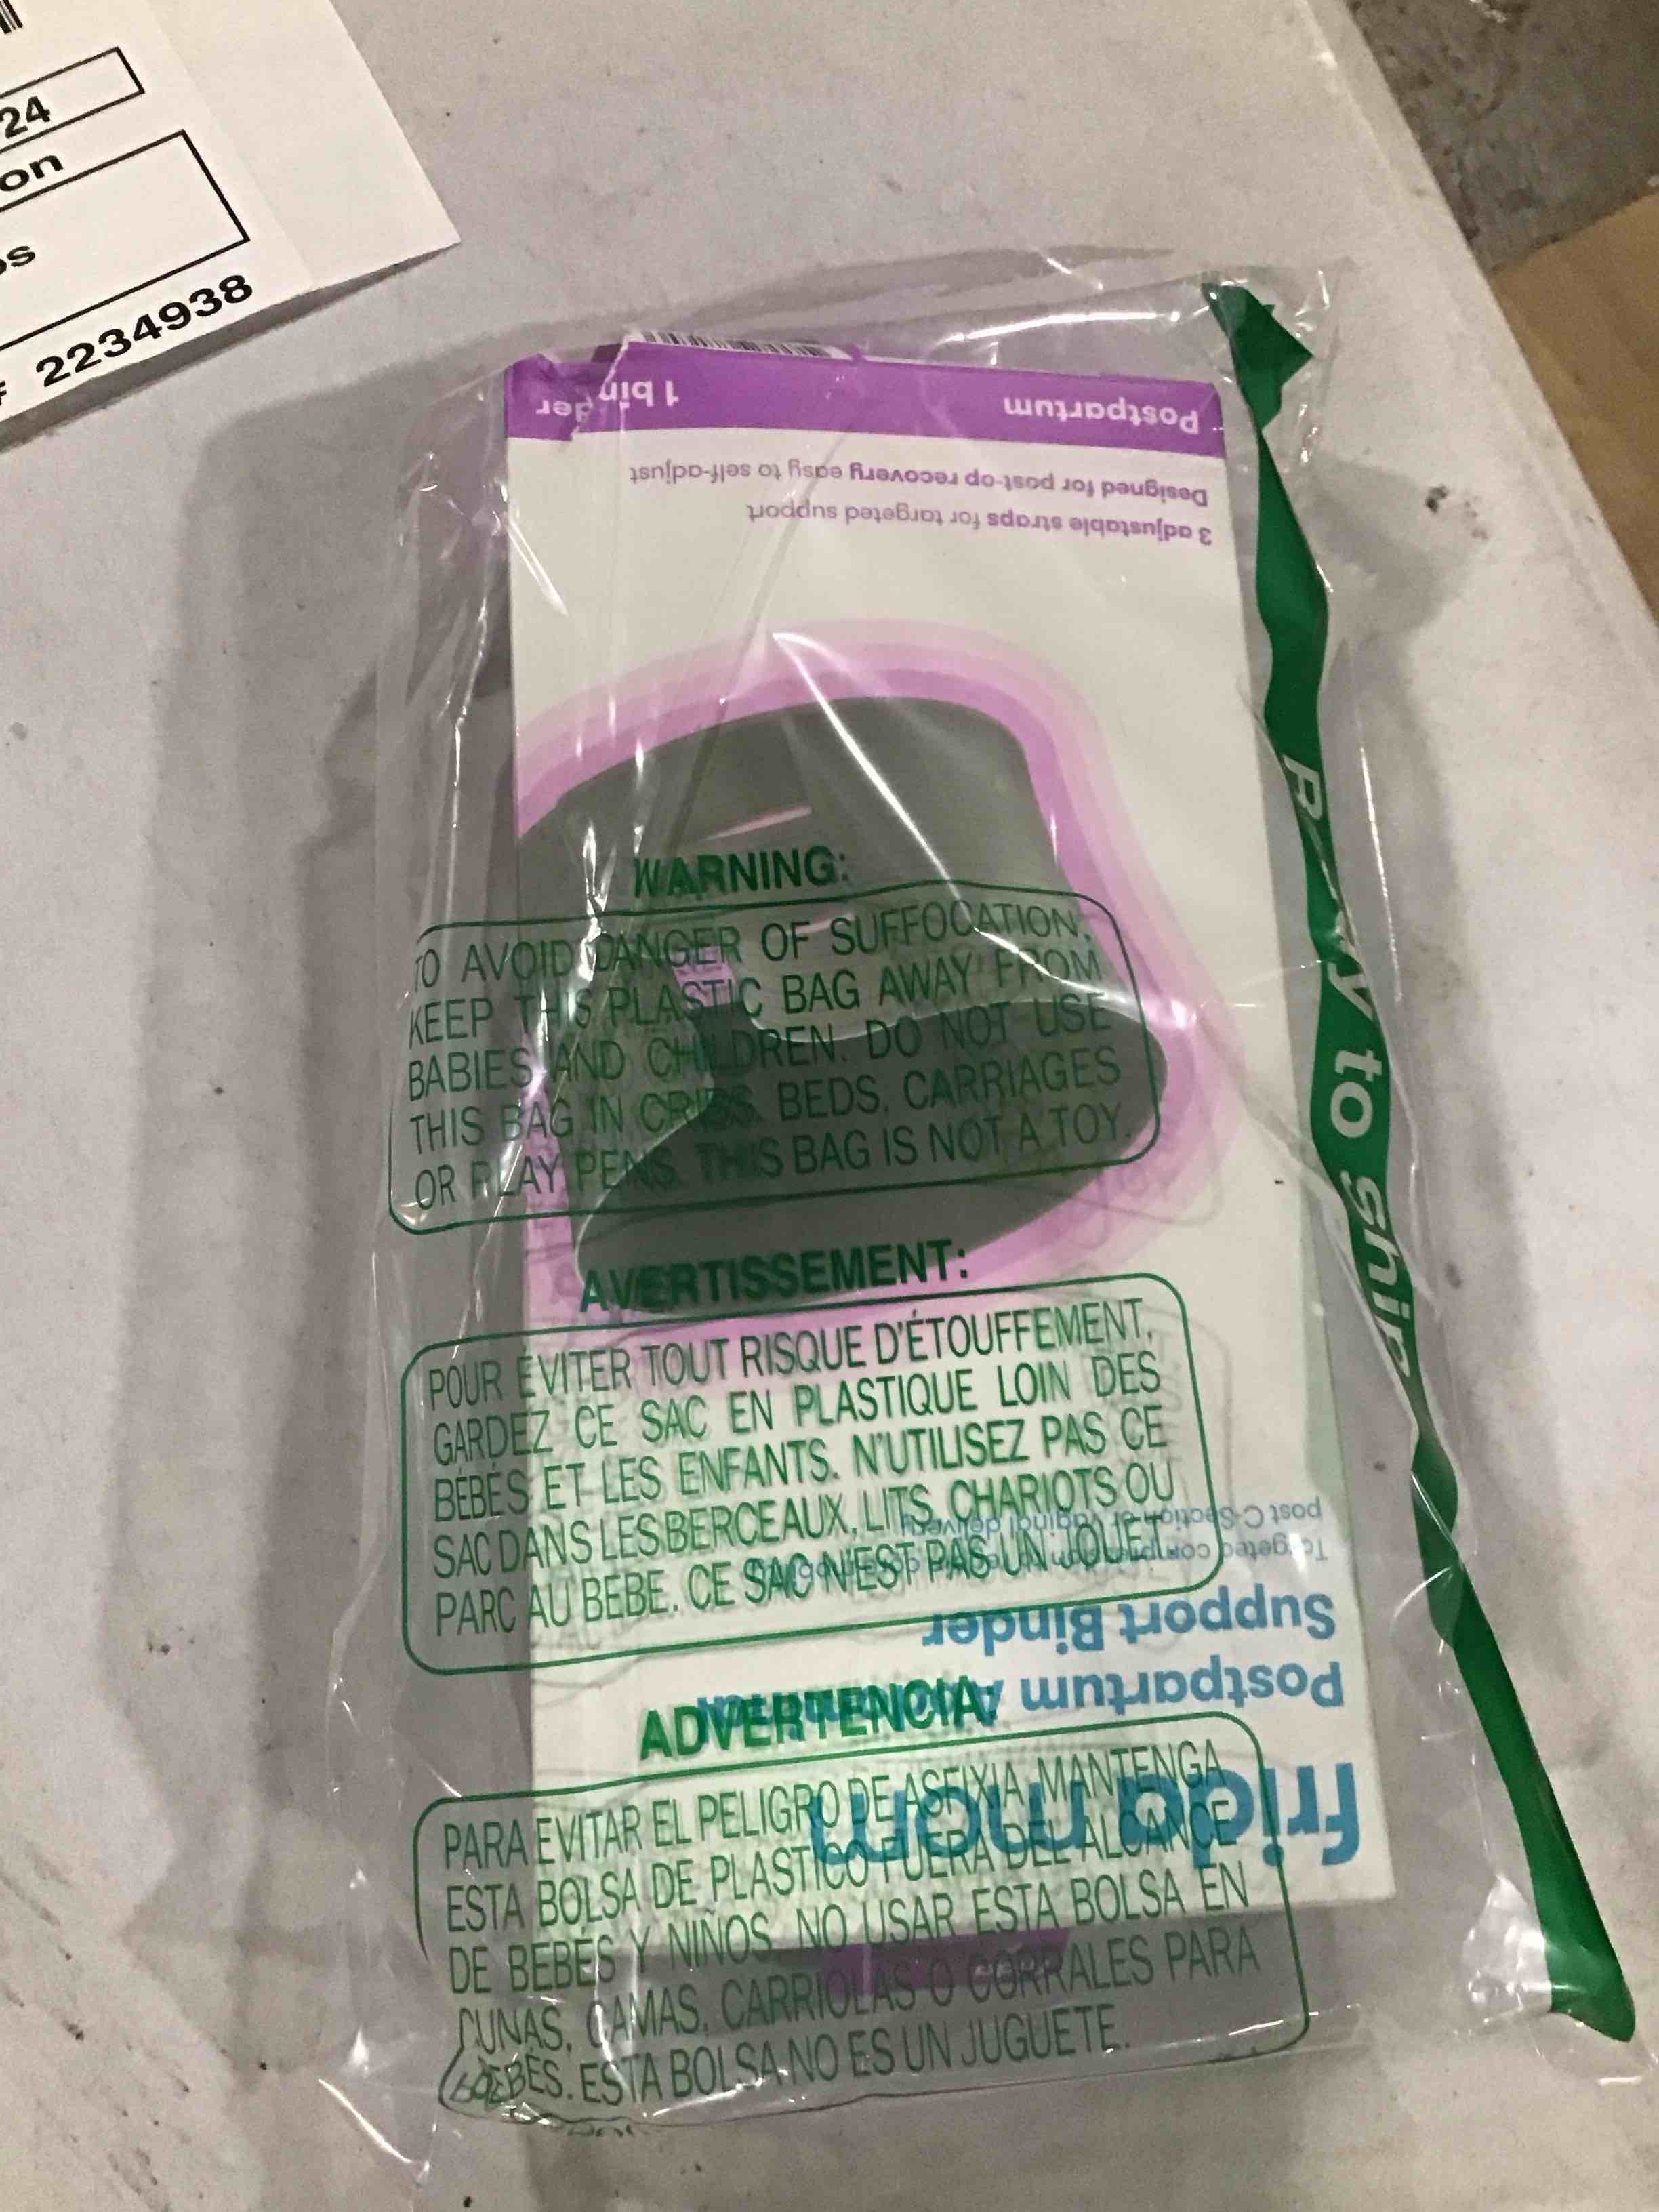 24
on
2234938
WARNING:
TO AVOID DANGER OF SUFFOCATION,
KEEP THIS PLASTIC BAG AWAY FROM
BABIES AND CHILDREN. DO NOT USE
THIS BAG IN CRIBS, BEDS, CARRIAGES
OR PLAY PENS. THIS BAG IS NOT A TOY.
AVERTISSEMENT:
POUR ÉVITER TOUT RISQUE D'ÉTOUFFEMENT,
GARDEZ CE SAC EN PLASTIQUE LOIN DES
BÉBÉS ET LES ENFANTS. N'UTILISEZ PAS CE
SAC DANS LES BERCEAUX, LITS, CHARIOTS OU
PARC AU BEBE. CE SAC N'EST PAS UN JOUET.
ADVERTENCIA:
PARA EVITAR EL PELIGRO DE ASFIXIA, MANTENGA
ESTA BOLSA DE PLASTICO FUERA DEL ALCANCE
DE BEBÉS Y NIÑOS. NO USAR ESTA BOLSA EN
CUNAS, CAMAS, CARRIOLAS O CORRALES PARA
BEBÉS. ESTA BOLSA NO ES UN JUGUETE.
Ready to ship
frida mom
Postpartum Abdominal
Support Binder
post C-Section or vaginal delivery
3 adjustable straps for targeted support
Designed for post-op recovery easy to self-adjust
Postpartum
1 binder